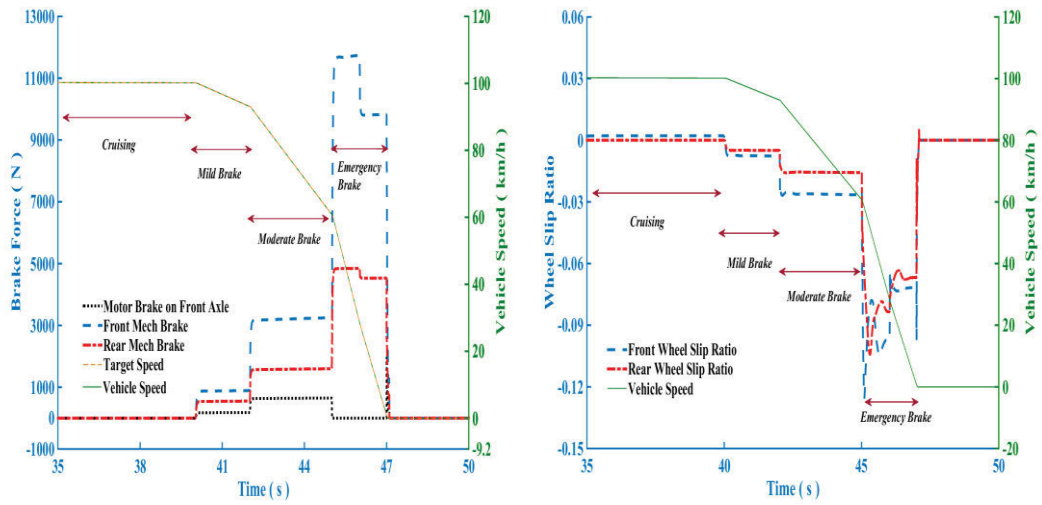 13000
11000
9000
7000
5000
3000
1000
0
-1000
Brake Force ( N )
120
100
80
60
40
20
0
-9.2
Vehicle Speed ( km/h )
Cruising
Mild Brake
Moderate Brake
Emergency
Brake
Motor Brake on Front Axle
Front Mech Brake
Rear Mech Brake
Target Speed
Vehicle Speed
35
38
41
44
47
50
Time ( s )
0.06
0.03
0
-0.03
-0.06
-0.09
-0.12
-0.15
Wheel Slip Ratio
120
100
80
60
40
20
0
-20
Vehicle Speed ( km/h )
Cruising
Mild Brake
Moderate Brake
Front Wheel Slip Ratio
Rear Wheel Slip Ratio
Vehicle Speed
Emergency Brake
35
40
45
50
Time ( s )